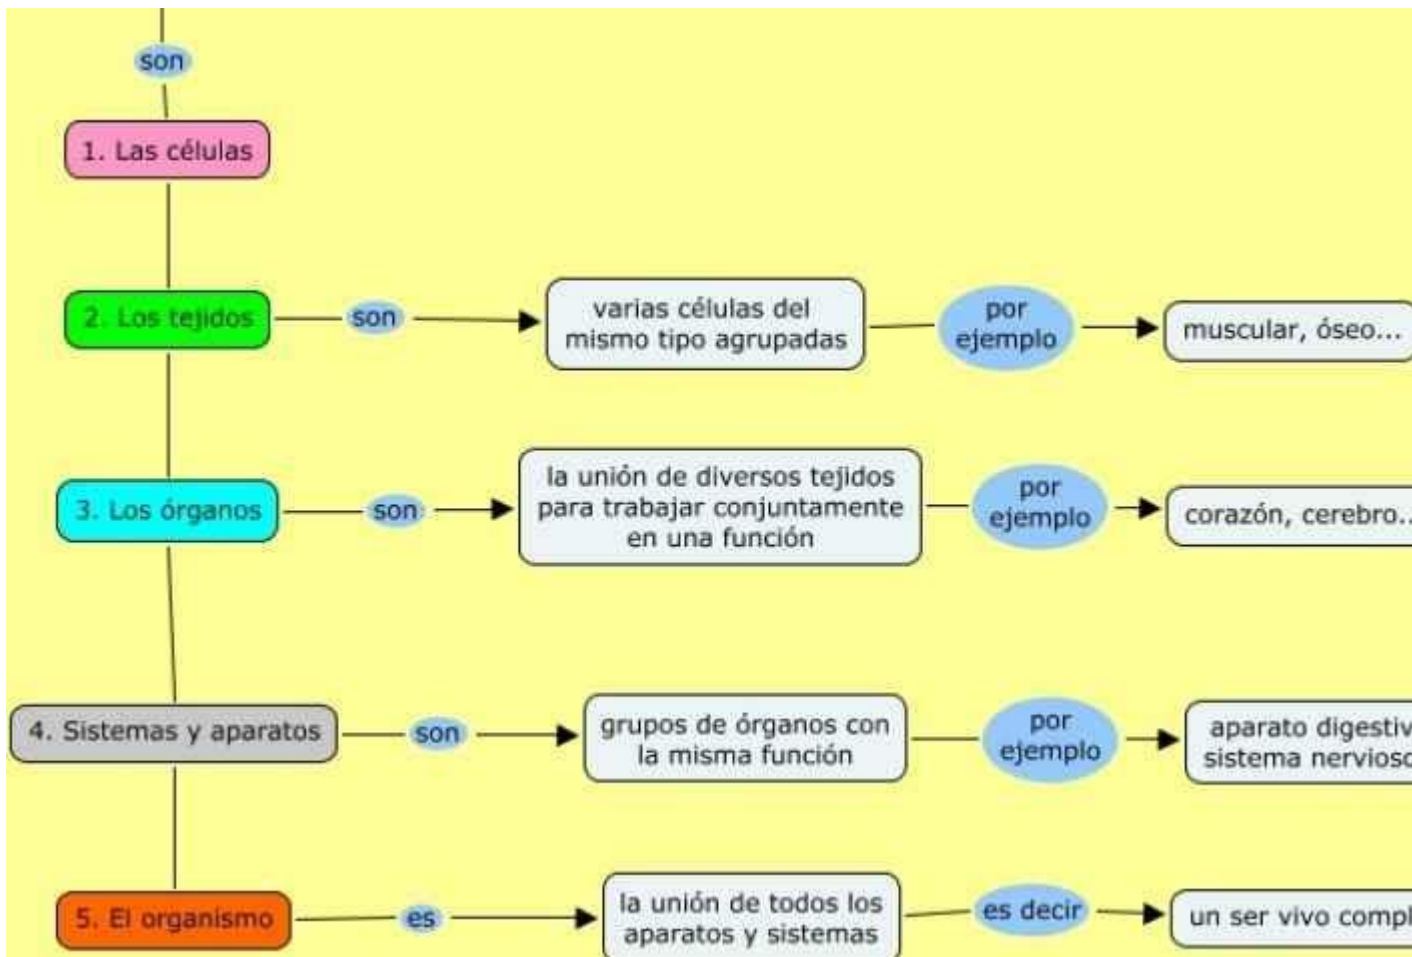 son
1. Las células
2. Los tejidos
son
varias células del
mismo tipo agrupadas
por
ejemplo
muscular, óseo...
3. Los órganos
son
la unión de diversos tejidos
para trabajar conjuntamente
en una función
por
ejemplo
corazón, cerebro..
4. Sistemas y aparatos
son
grupos de órganos con
la misma función
por
ejemplo
aparato digestiv
sistema nervioso
5. El organismo
es
la unión de todos los
aparatos y sistemas
es decir
un ser vivo compl